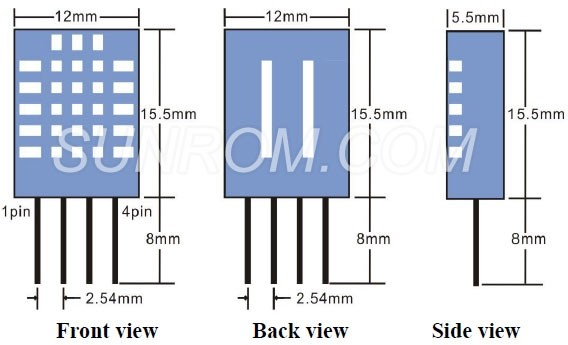 12mm
12mm
5.5mm
15.5mm
15.5mm
15.5mm
SUNROM.COM
1pin
4pin
8mm
8mm
8mm
2.54mm
2.54mm
Front view
Back view
Side view